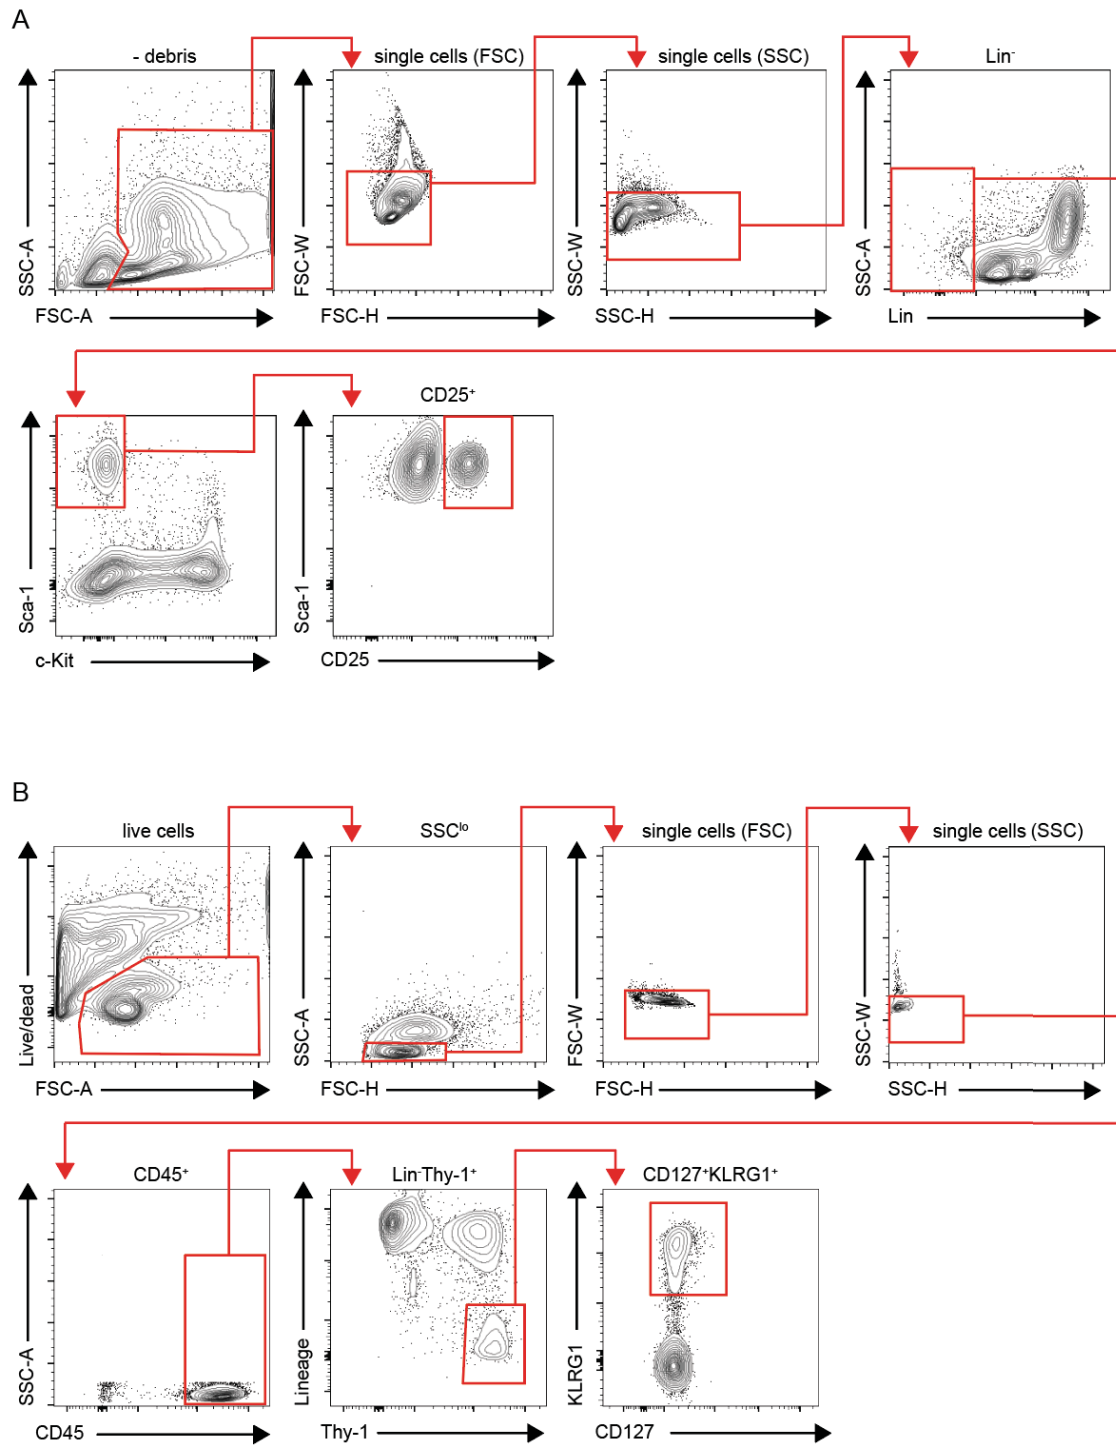 A
- debris
single cells (FSC)
single cells (SSC)
Lin⁻
SSC-A
FSC-W
SSC-W
SSC-A
FSC-A
FSC-H
SSC-H
Lin
CD25⁺
Sca-1
Sca-1
c-Kit
CD25
B
live cells
SSCˡᵒ
single cells (FSC)
single cells (SSC)
Live/dead
SSC-A
FSC-W
SSC-W
FSC-A
FSC-H
FSC-H
SSC-H
CD45⁺
Lin⁻Thy-1⁺
CD127⁺KLRG1⁺
SSC-A
Lineage
KLRG1
CD45
Thy-1
CD127